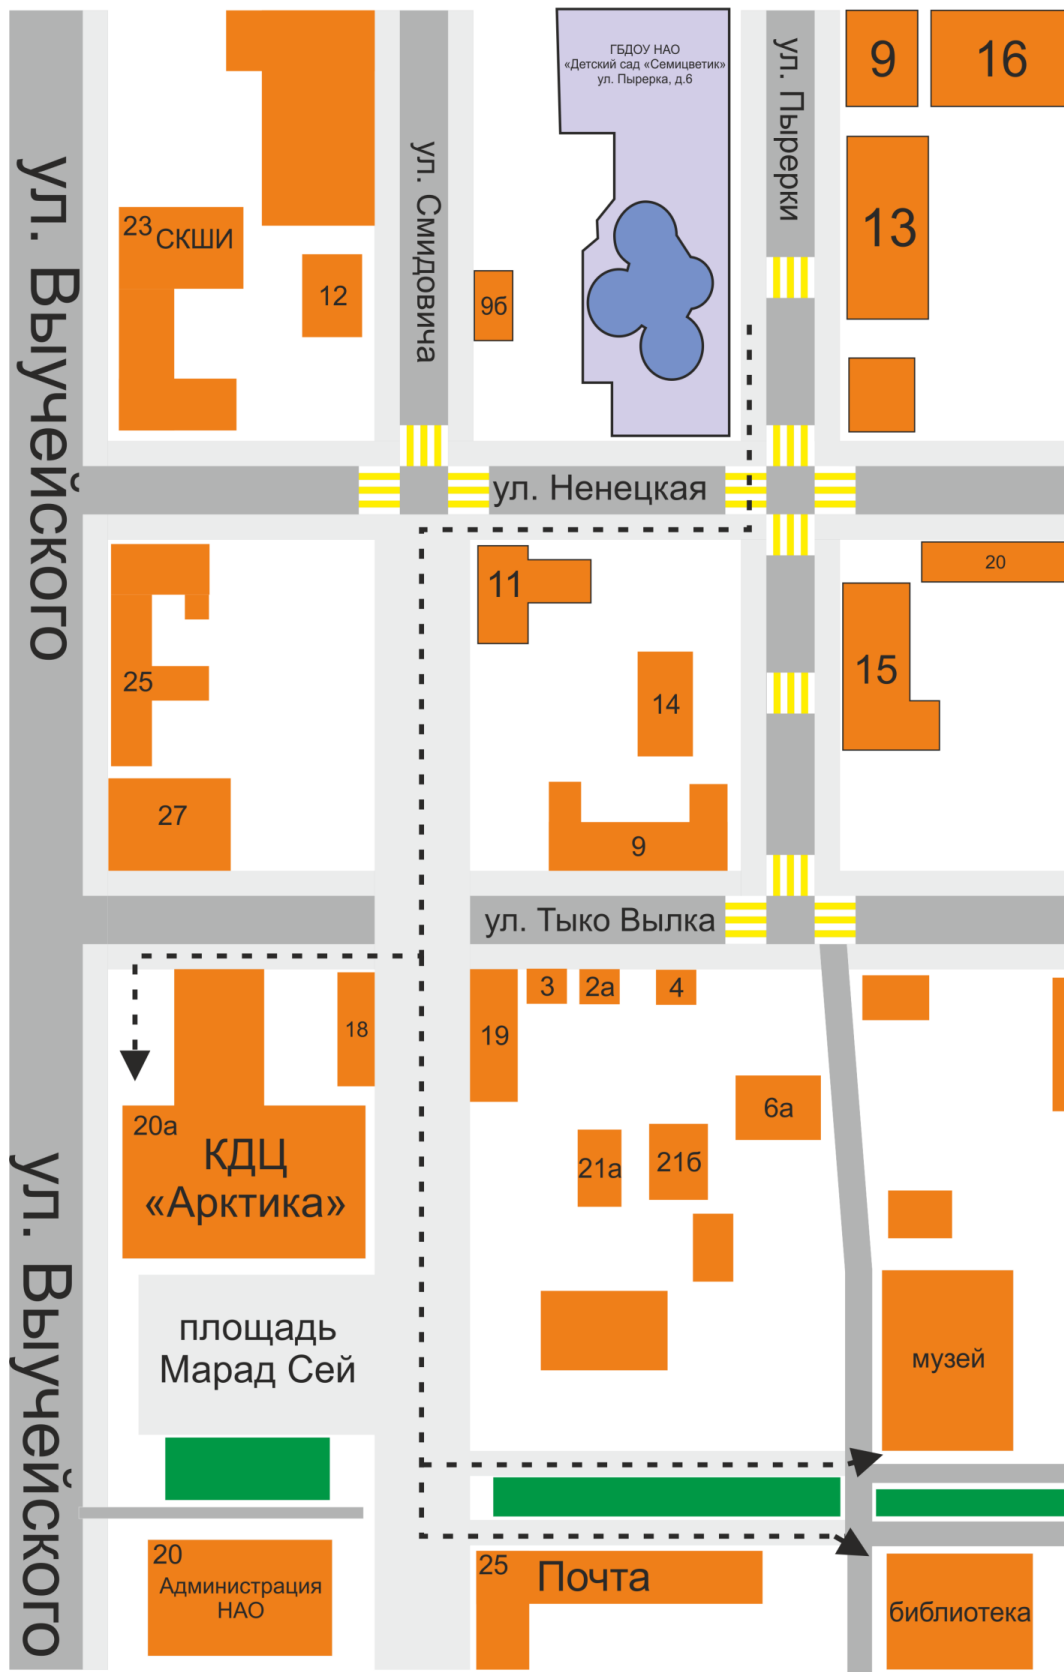 ГБДОУ НАО
«Детский сад «Семицветик»
ул. Пырерка, д.6
ул. Пырерки
9
16
13
ул. Смидовича
23 СКШИ
12
9б
ул. Выучейского
ул. Ненецкая
11
20
15
14
25
27
9
ул. Тыко Вылка
3
2а
4
19
18
6а
21а
21б
20а
КДЦ
«Арктика»
ул. Выучейского
площадь
Марад Сей
музей
20
Администрация
НАО
25
Почта
библиотека